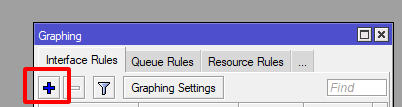 Graphing
Interface Rules Queue Rules Resource Rules ...
Graphing Settings Find